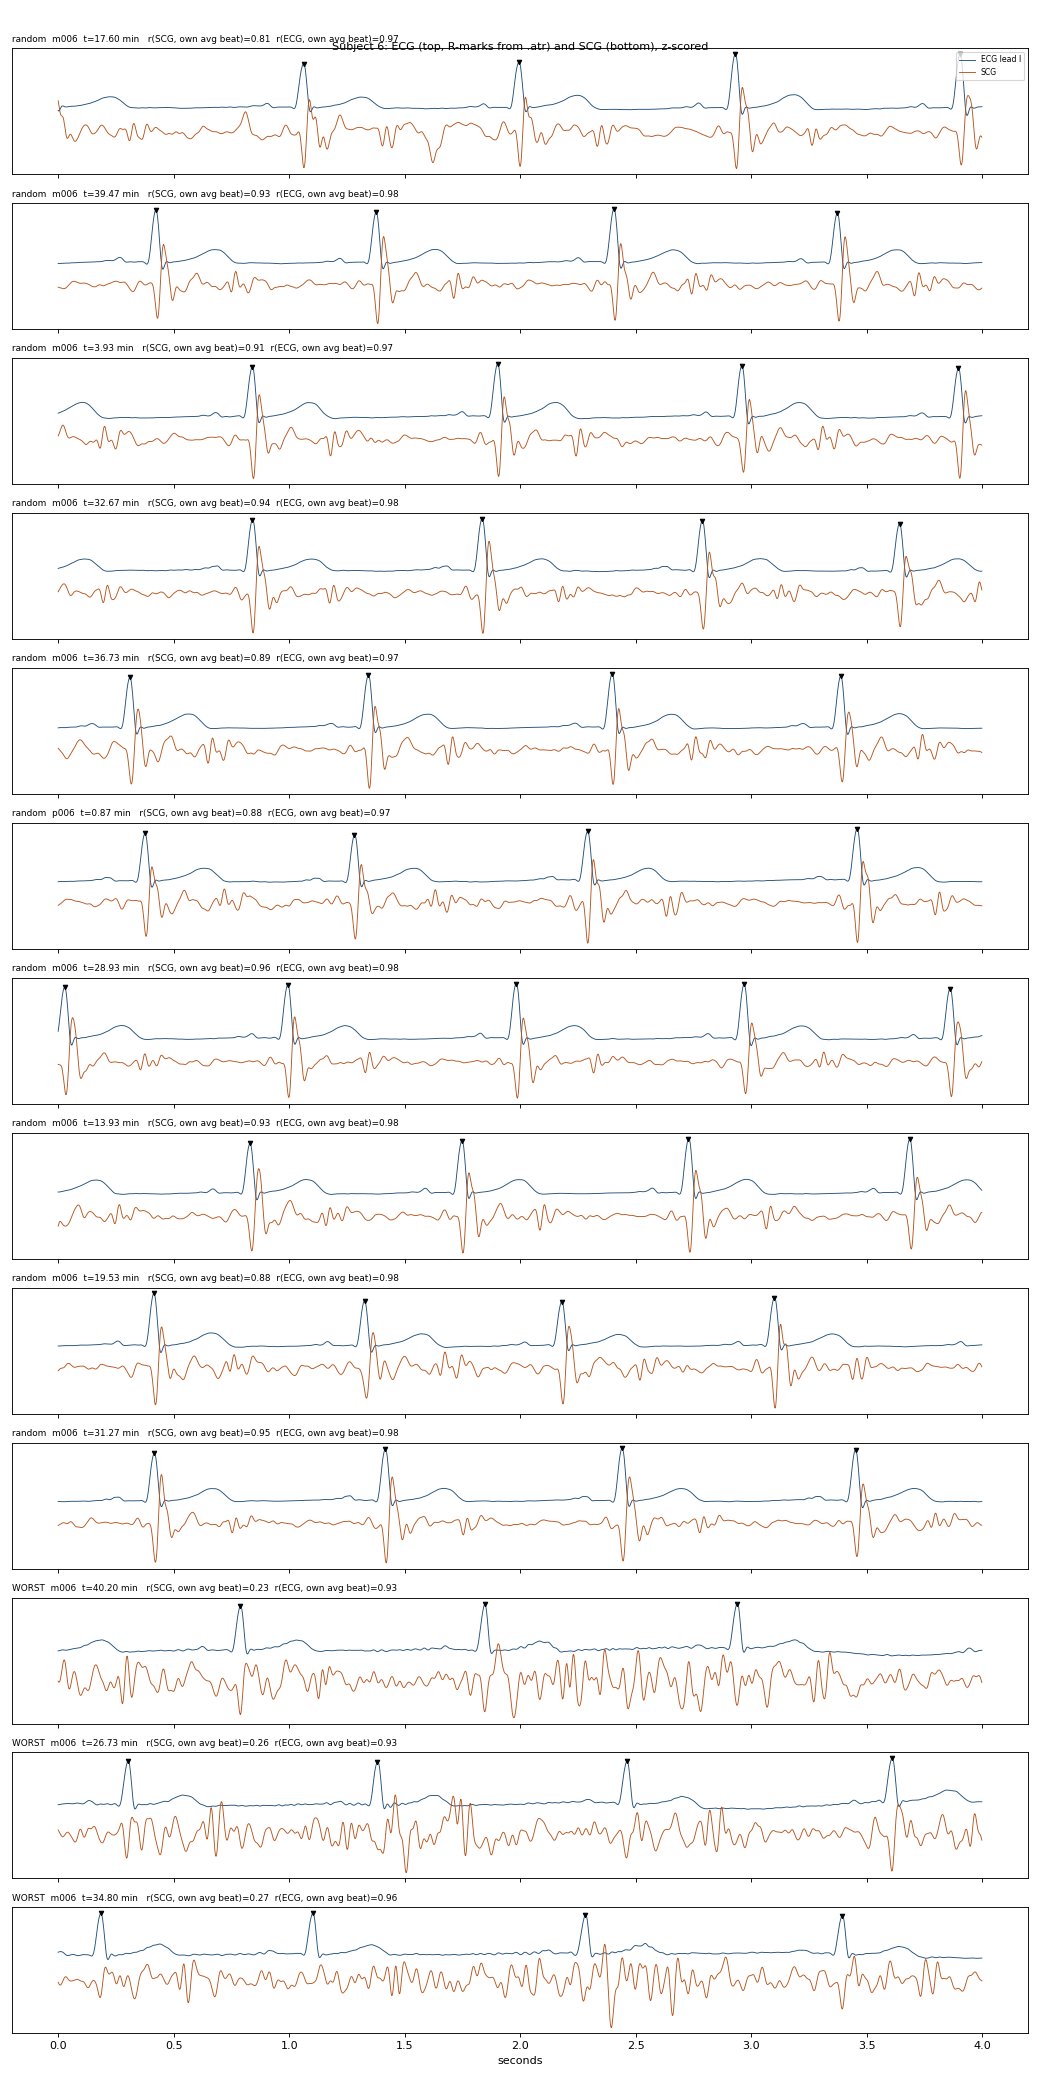 random  m006  t=17.60 min   r(SCG, own avg beat)=0.81  r(ECG, own avg beat)=0.97
Subject 6: ECG (top, R-marks from .atr) and SCG (bottom), z-scored
ECG lead I
SCG
random  m006  t=39.47 min   r(SCG, own avg beat)=0.93  r(ECG, own avg beat)=0.98
random  m006  t=3.93 min   r(SCG, own avg beat)=0.91  r(ECG, own avg beat)=0.97
random  m006  t=32.67 min   r(SCG, own avg beat)=0.94  r(ECG, own avg beat)=0.98
random  m006  t=36.73 min   r(SCG, own avg beat)=0.89  r(ECG, own avg beat)=0.97
random  p006  t=0.87 min   r(SCG, own avg beat)=0.88  r(ECG, own avg beat)=0.97
random  m006  t=28.93 min   r(SCG, own avg beat)=0.96  r(ECG, own avg beat)=0.98
random  m006  t=13.93 min   r(SCG, own avg beat)=0.93  r(ECG, own avg beat)=0.98
random  m006  t=19.53 min   r(SCG, own avg beat)=0.88  r(ECG, own avg beat)=0.98
random  m006  t=31.27 min   r(SCG, own avg beat)=0.95  r(ECG, own avg beat)=0.98
WORST  m006  t=40.20 min   r(SCG, own avg beat)=0.23  r(ECG, own avg beat)=0.93
WORST  m006  t=26.73 min   r(SCG, own avg beat)=0.26  r(ECG, own avg beat)=0.93
WORST  m006  t=34.80 min   r(SCG, own avg beat)=0.27  r(ECG, own avg beat)=0.96
0.0 0.5 1.0 1.5 2.0 2.5 3.0 3.5 4.0
seconds